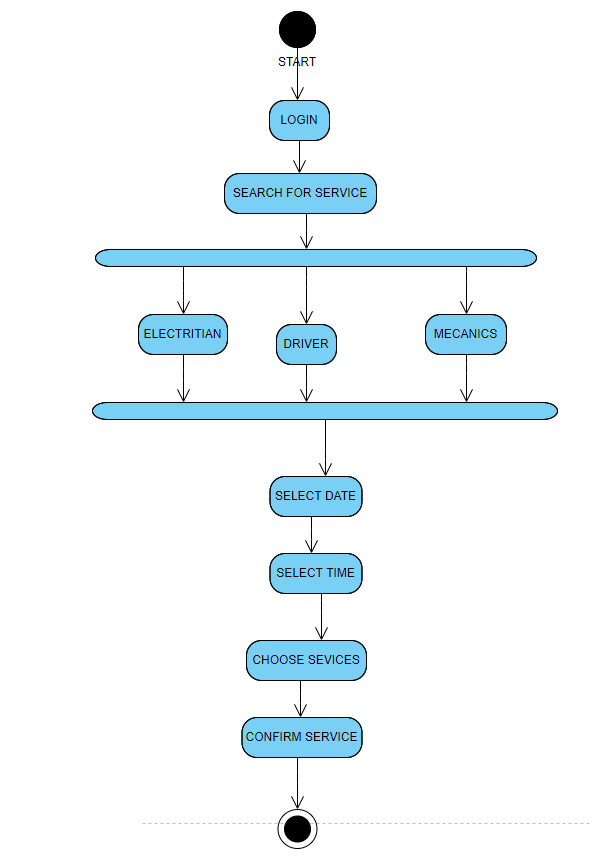 START
LOGIN
SEARCH FOR SERVICE
ELECTRITIAN
DRIVER
MECANICS
SELECT DATE
SELECT TIME
CHOOSE SEVICES
CONFIRM SERVICE